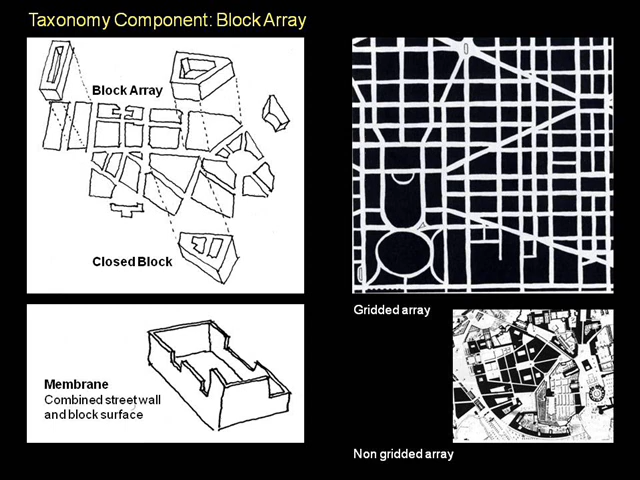 Taxonomy Component: Block Array
Block Array
Closed Block
Membrane
Combined street wall
and block surface
Gridded array
Non gridded array